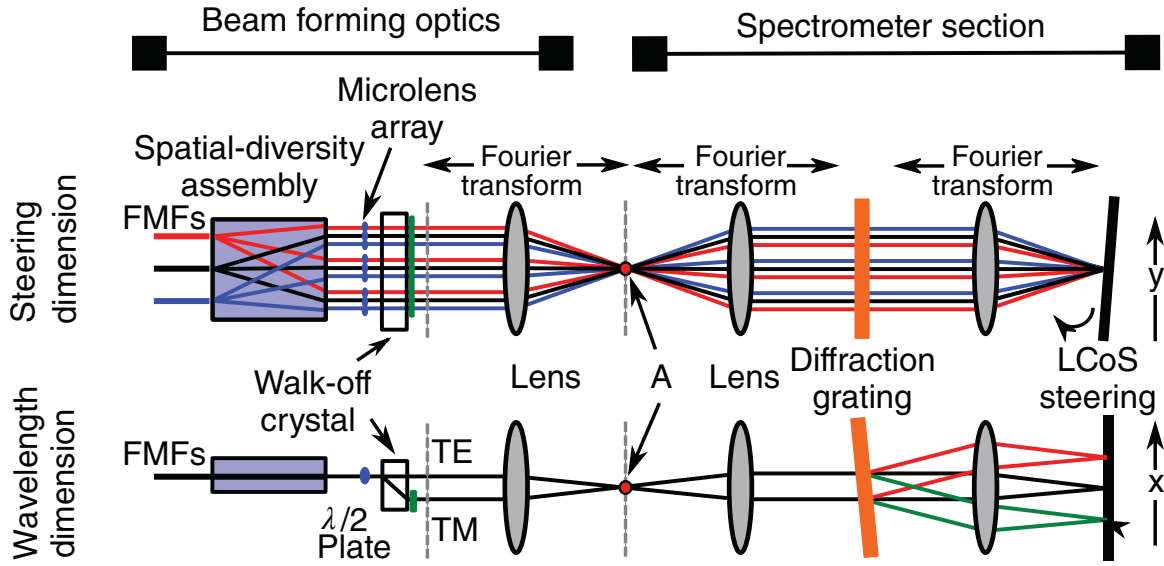 Beam forming optics
Spectrometer section
Microlens
array
Spatial-diversity
assembly
Fourier
transform
Fourier
transform
Fourier
transform
FMFs
Steering
dimension
y
Walk-off
crystal
Lens
A
Lens
Diffraction
grating
LCoS
steering
Wavelength
dimension
FMFs
TE
TM
λ/2
Plate
x